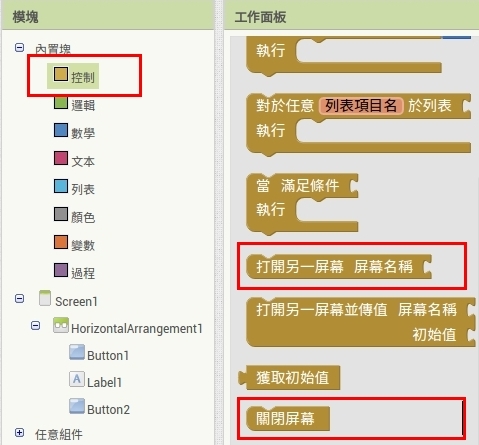 模塊
內置塊
控制
邏輯
數學
文本
列表
顏色
變數
過程
Screen1
HorizontalArrangement1
Button1
Label1
Button2
任意組件
工作面板
執行
對於任意 列表項目名 於列表
執行
當 滿足條件
執行
打開另一屏幕 屏幕名稱
打開另一屏幕並傳值 屏幕名稱
初始值
獲取初始值
關閉屏幕